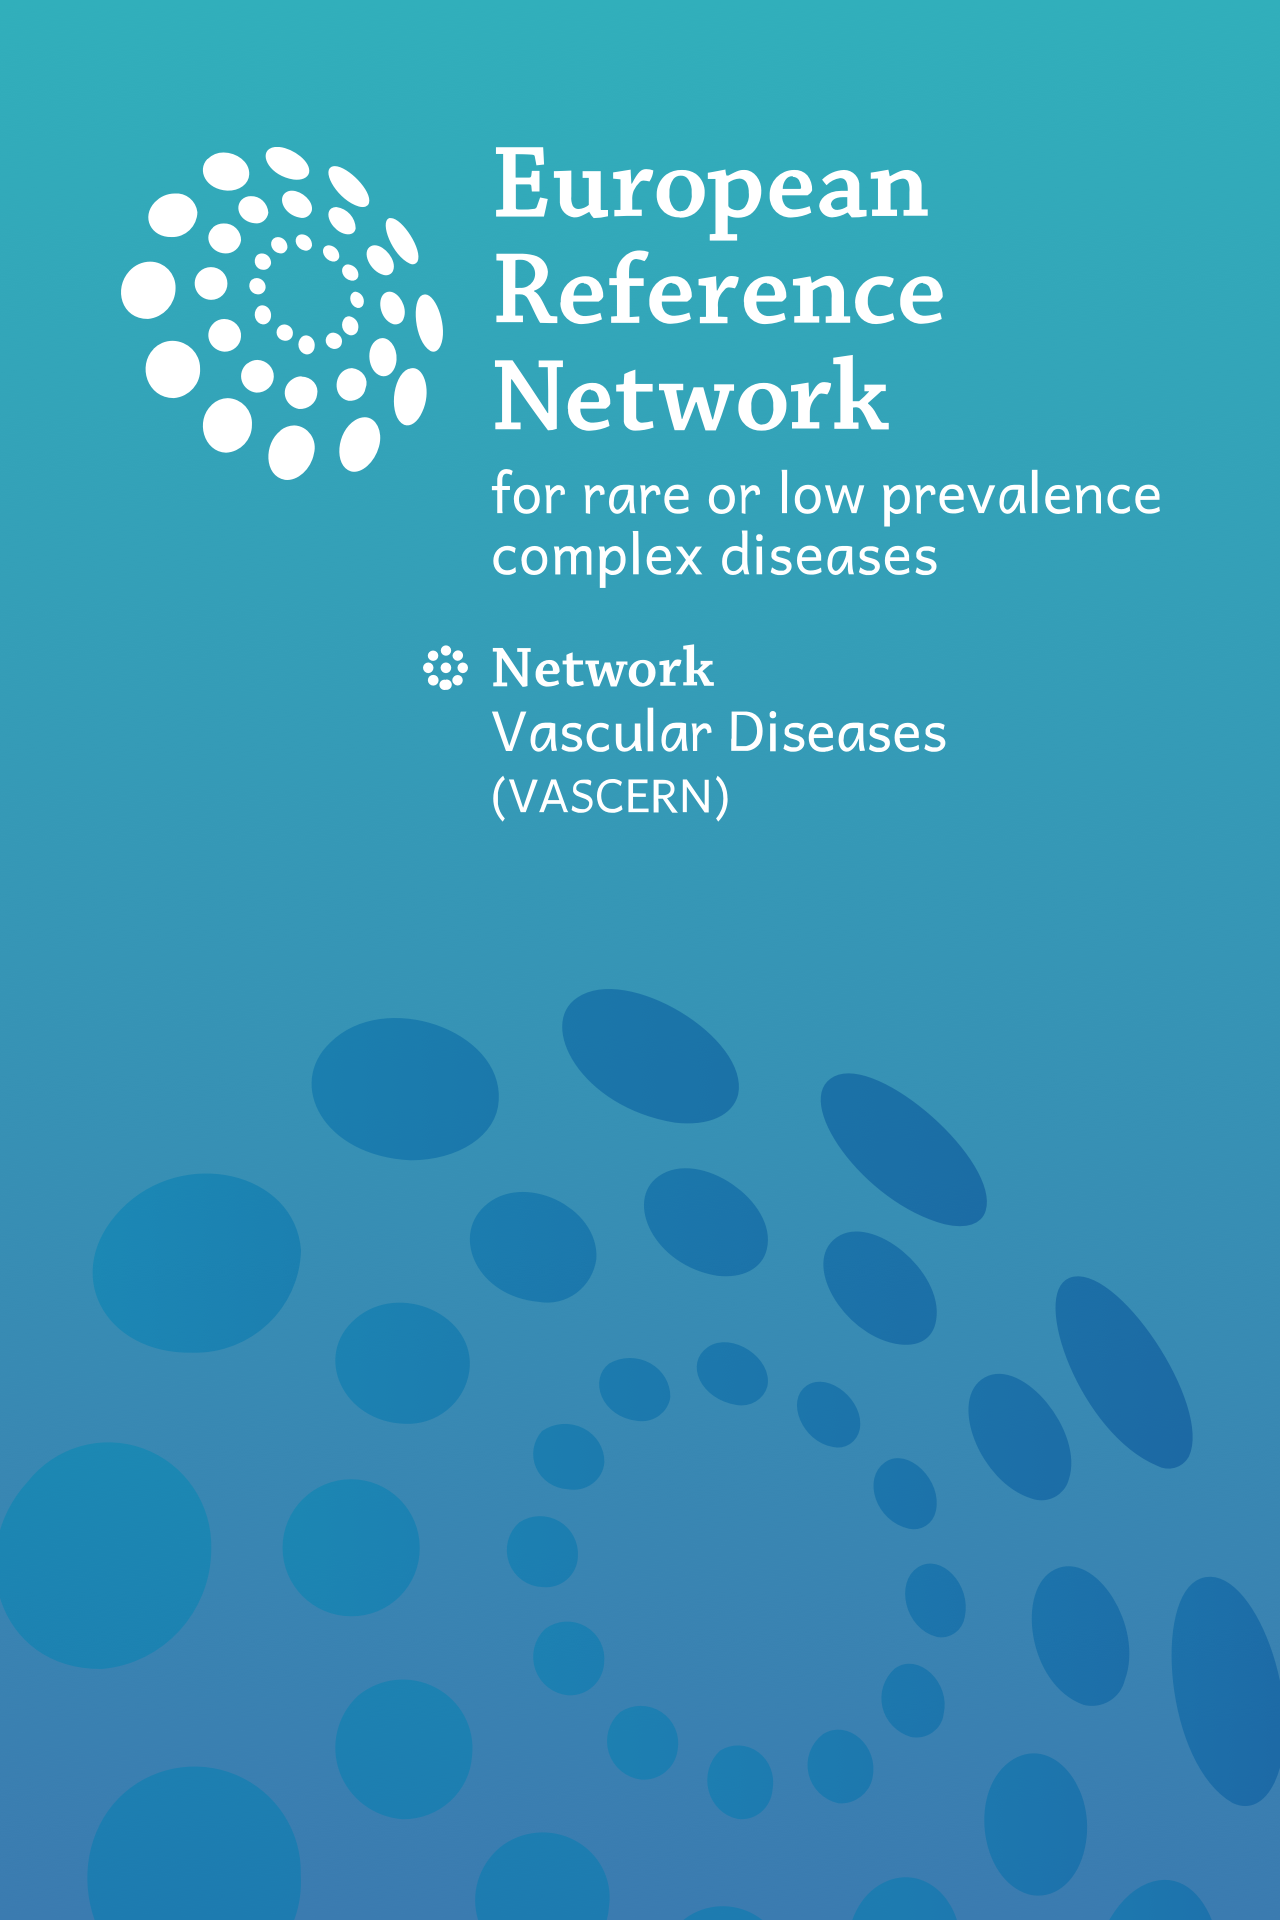 European
Reference
Network
for rare or low prevalence
complex diseases
Network
Vascular Diseases
(VASCERN)